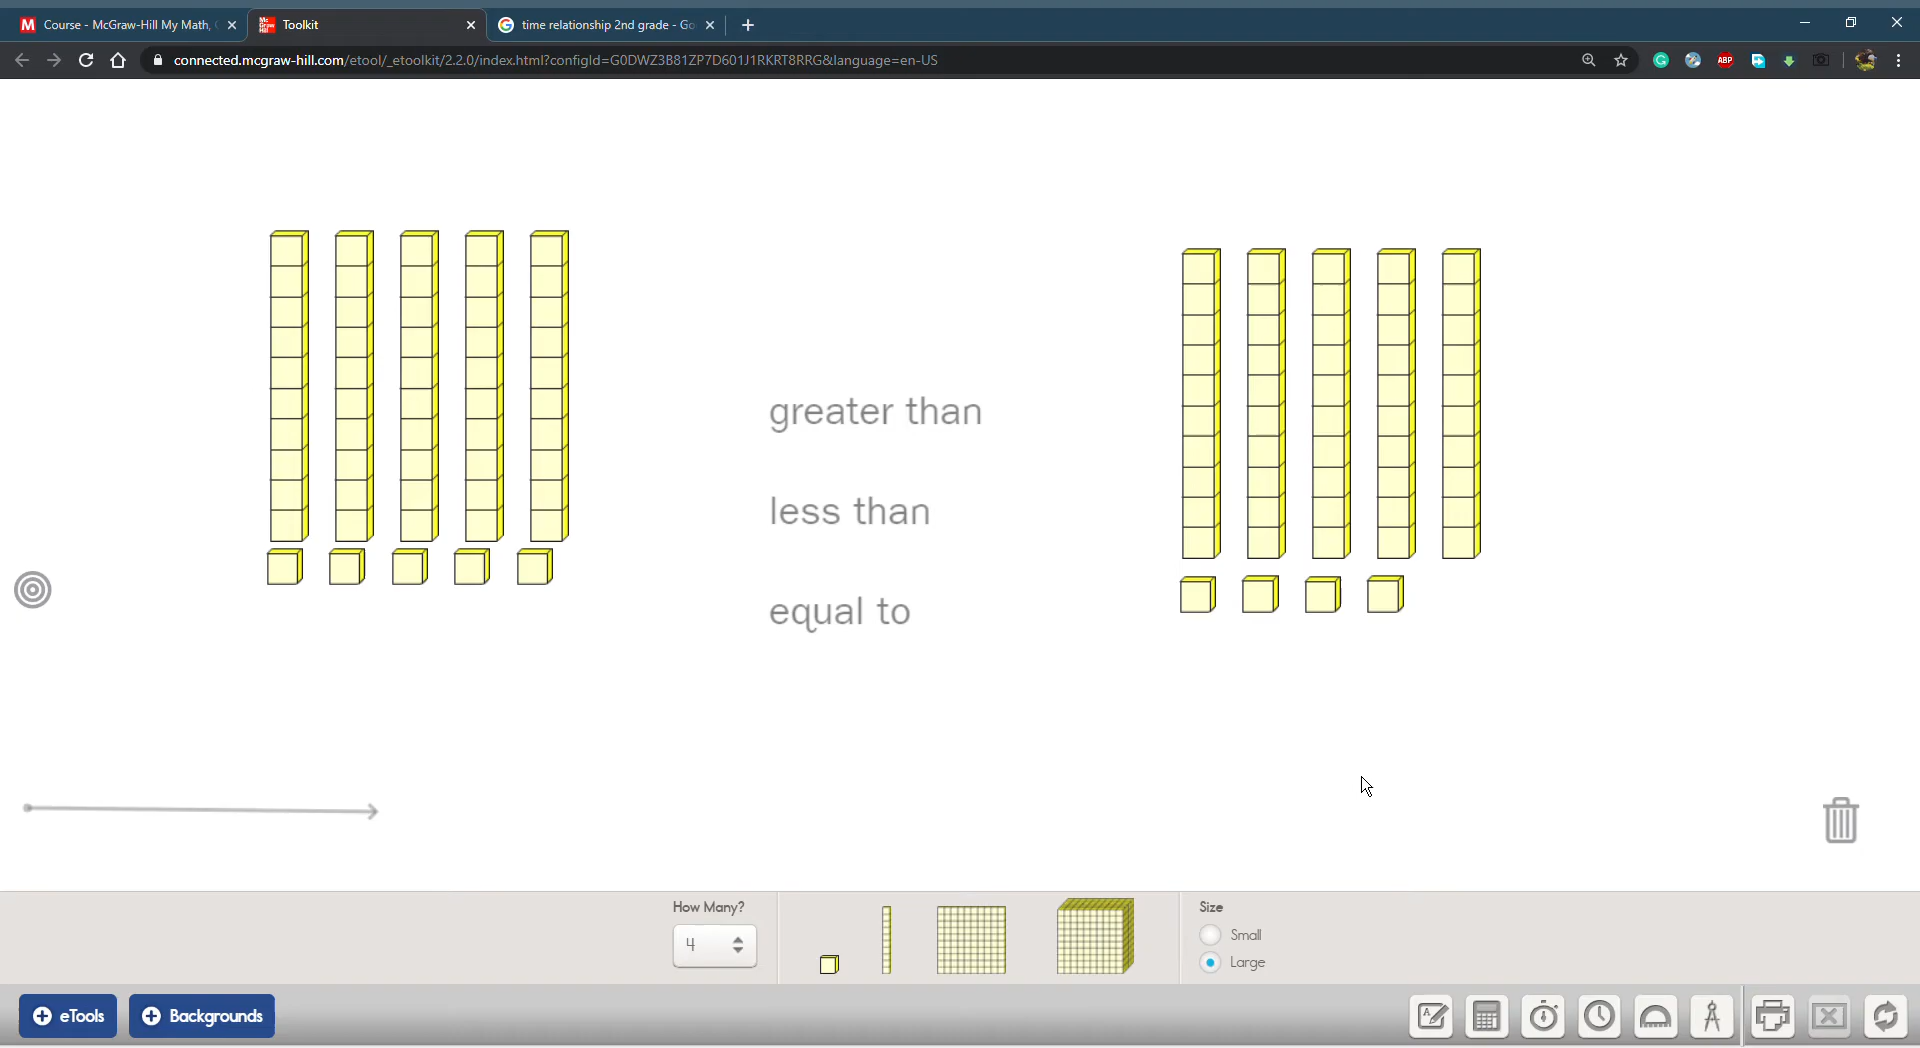 Course - McGraw-Hill My Math,
Toolkit
time relationship 2nd grade - Go
connected.mcgraw-hill.com/etool/_etoolkit/2.2.0/index.html?configId=G0DWZ3B81ZP7D601J1RKRT8RRG&language=en-US
ABP
greater than
less than
equal to
How Many?
4
Size
Small
Large
eTools
Backgrounds